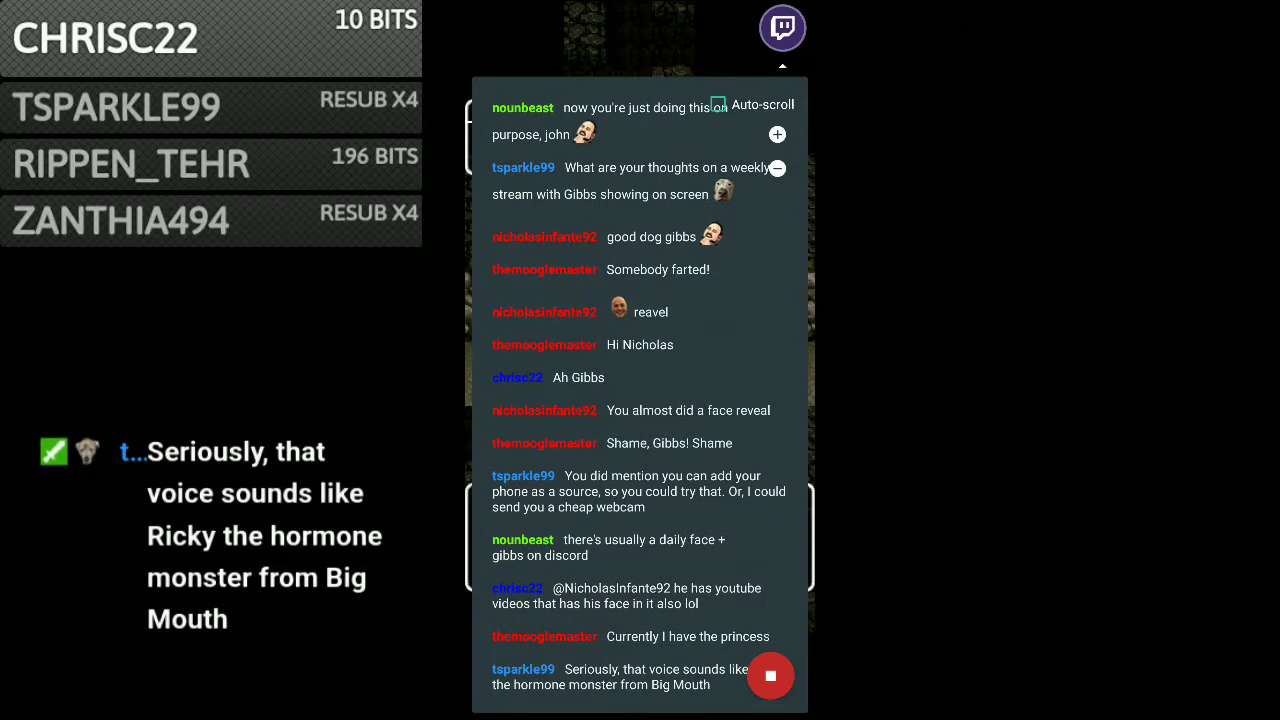 CHRISC22 10 BITS
TSPARKLE99 RESUB X4
RIPPEN_TEHR 196 BITS
ZANTHIA494 RESUB X4
t...Seriously, that
voice sounds like
Ricky the hormone
monster from Big
Mouth
Auto-scroll
nounbeast now you're just doing this on
purpose, john
tsparkle99 What are your thoughts on a weekly
stream with Gibbs showing on screen
nicholasinfante92 good dog gibbs
themooglemaster Somebody farted!
nicholasinfante92 reavel
themooglemaster Hi Nicholas
chrisc22 Ah Gibbs
nicholasinfante92 You almost did a face reveal
themooglemaster Shame, Gibbs! Shame
tsparkle99 You did mention you can add your
phone as a source, so you could try that. Or, I could
send you a cheap webcam
nounbeast there's usually a daily face +
gibbs on discord
chrisc22 @NicholasInfante92 he has youtube
videos that has his face in it also lol
themooglemaster Currently I have the princess
tsparkle99 Seriously, that voice sounds like
the hormone monster from Big Mouth